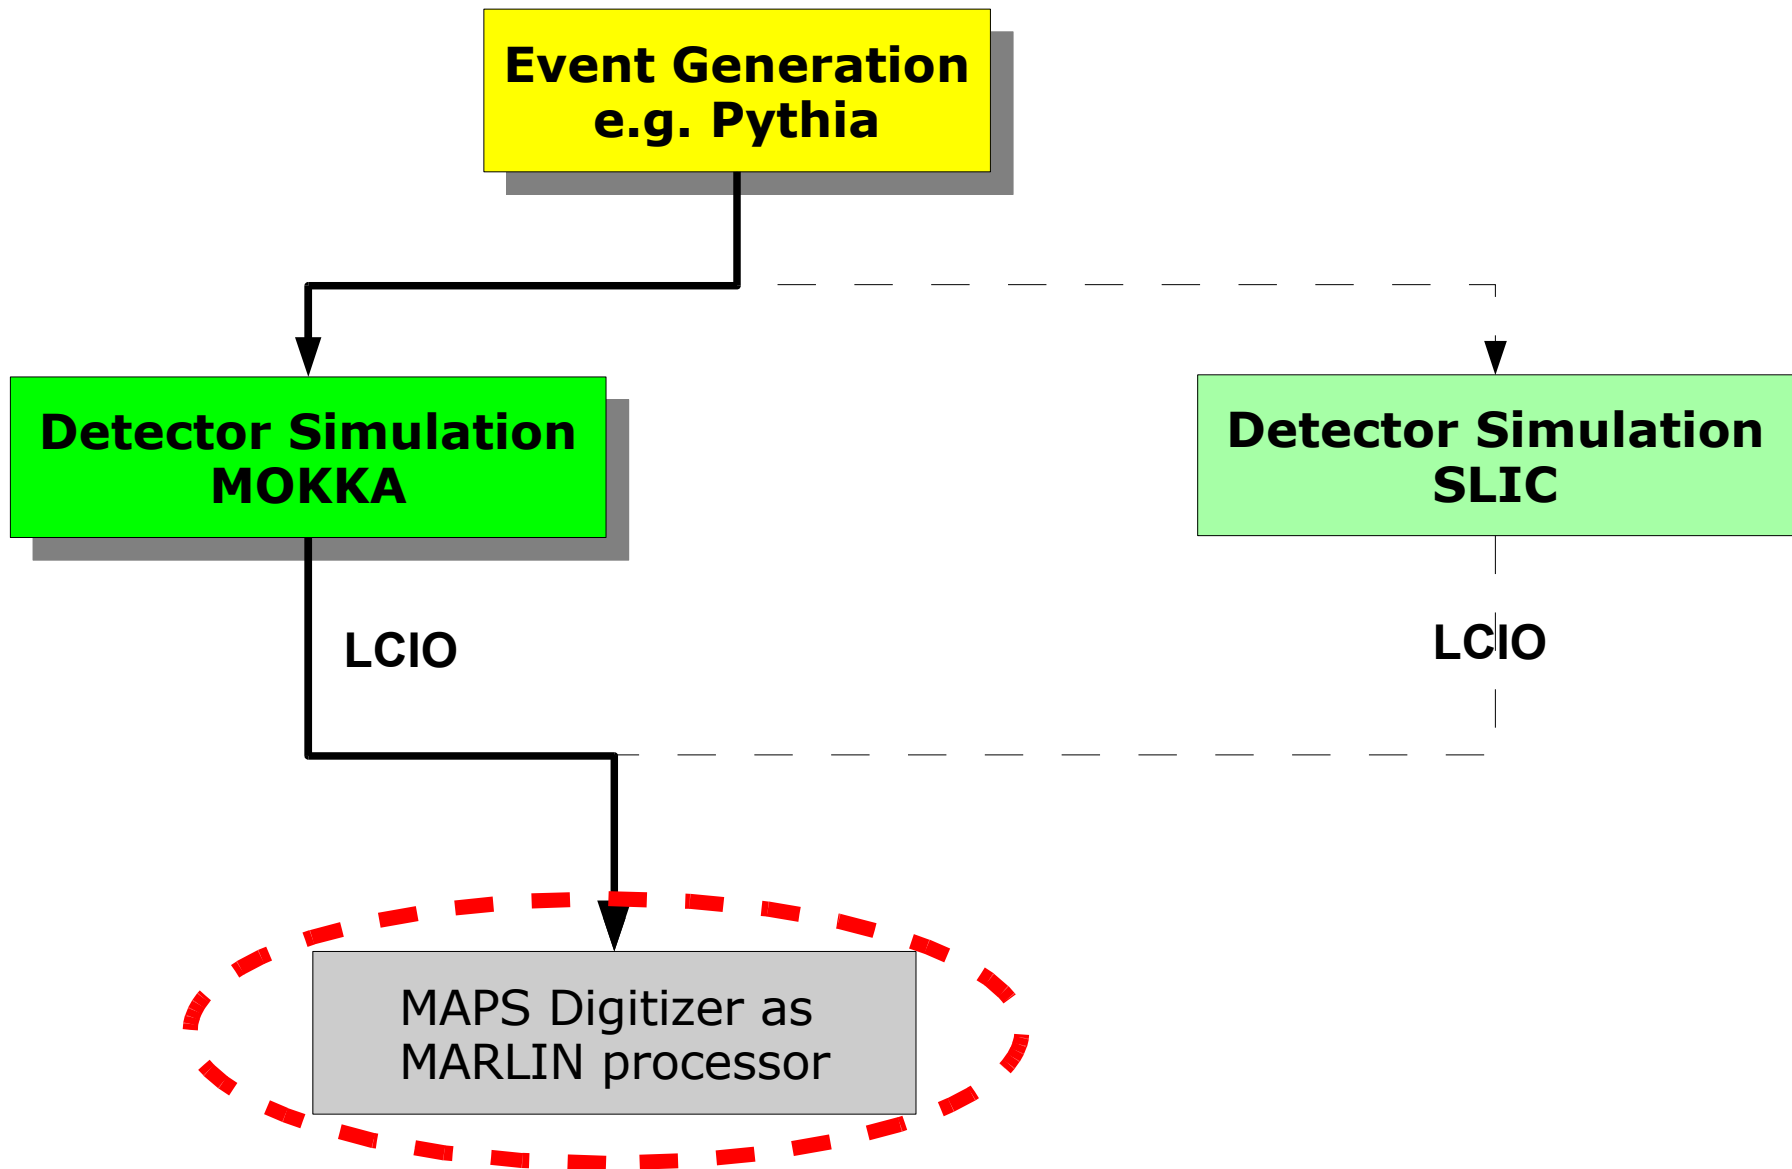 Event Generation
e.g. Pythia
Detector Simulation
MOKKA
Detector Simulation
SLIC
LCIO
LCIO
MAPS Digitizer as
MARLIN processor